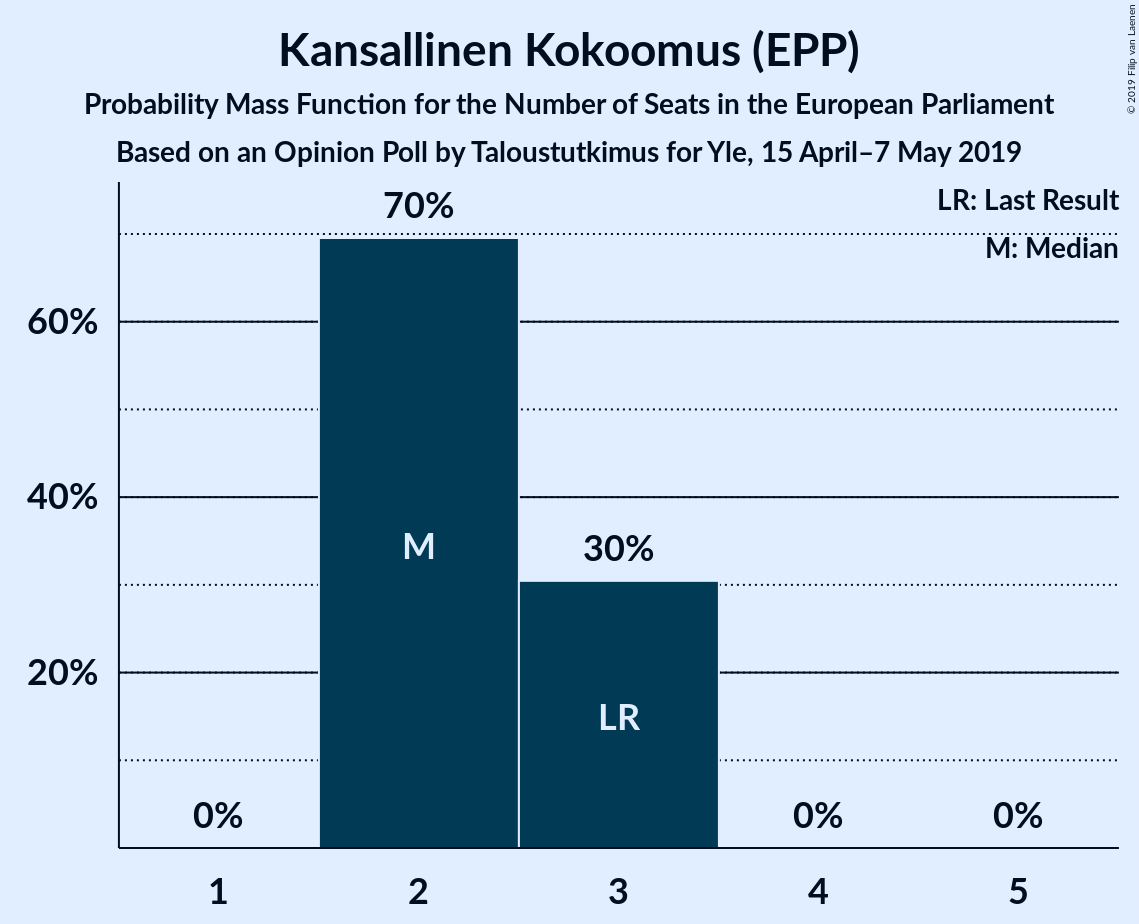 Kansallinen Kokoomus (EPP)
Probability Mass Function for the Number of Seats in the European Parliament
Based on an Opinion Poll by Taloustutkimus for Yle, 15 April–7 May 2019
© 2019 Filip van Laenen
LR: Last Result
M: Median
70%
60%
40%
20%
M
30%
LR
0%
0%
0%
1
2
3
4
5